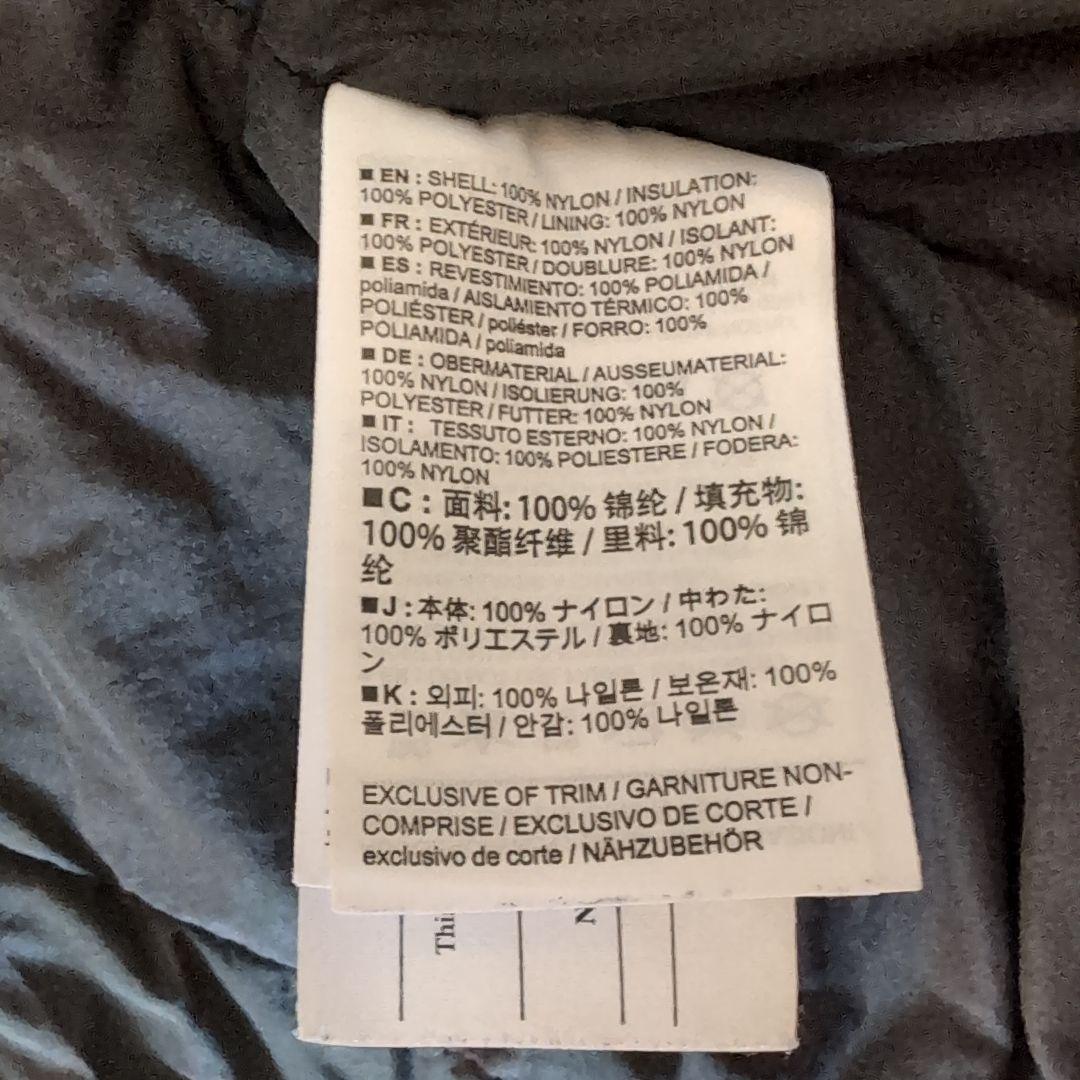 ■ EN : SHELL: 100% NYLON / INSULATION:
100% POLYESTER / LINING: 100% NYLON
■ FR : EXTÉRIEUR: 100% NYLON / ISOLANT:
100% POLYESTER / DOUBLURE: 100% NYLON
■ ES : REVESTIMIENTO: 100% POLIAMIDA /
poliamida / AISLAMIENTO TÉRMICO: 100%
POLIÉSTER / poliéster / FORRO: 100%
POLIAMIDA / poliamida
■ DE : OBERMATERIAL / AUSSEUMATERIAL:
100% NYLON / ISOLIERUNG: 100%
POLYESTER / FUTTER: 100% NYLON
■ IT : TESSUTO ESTERNO: 100% NYLON /
ISOLAMENTO: 100% POLIESTERE / FODERA:
100% NYLON
■ C : 面料: 100% 锦纶 / 填充物:
100% 聚酯纤维 / 里料: 100% 锦
纶
■ J : 本体: 100% ナイロン / 中わた:
100% ポリエステル / 裏地: 100% ナイロ
ン
■ K : 외피: 100% 나일론 / 보온재: 100%
폴리에스터 / 안감: 100% 나일론
EXCLUSIVE OF TRIM / GARNITURE NON-
COMPRISE / EXCLUSIVO DE CORTE /
exclusivo de corte / NÄHZUBEHÖR